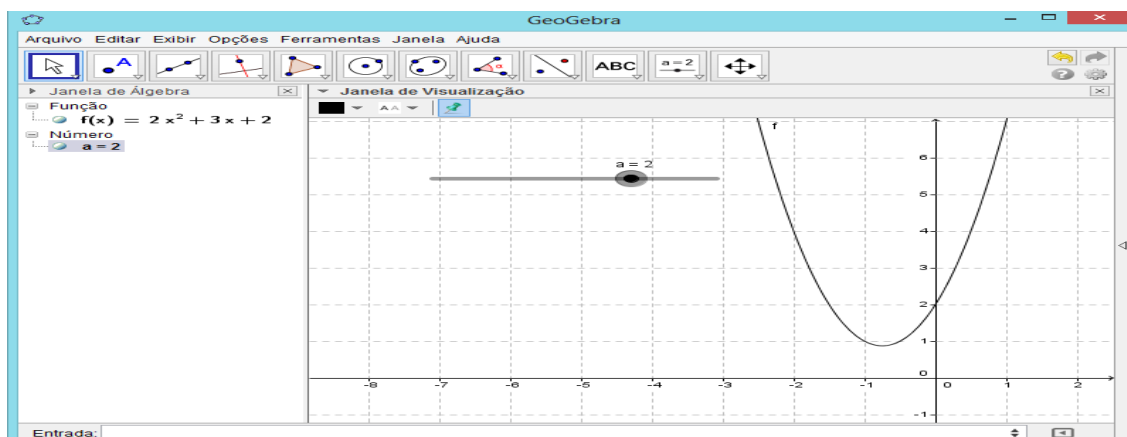 GeoGebra
Arquivo Editar Exibir Opções Ferramentas Janela Ajuda
A
α
ABC
a = 2
Janela de Álgebra
Função
f(x) = 2 x² + 3 x + 2
Número
a = 2
Janela de Visualização
AA
f
a = 2
6
5
4
3
2
1
0
-8 -7 -6 -5 -4 -3 -2 -1 0 1 2
-1
Entrada: